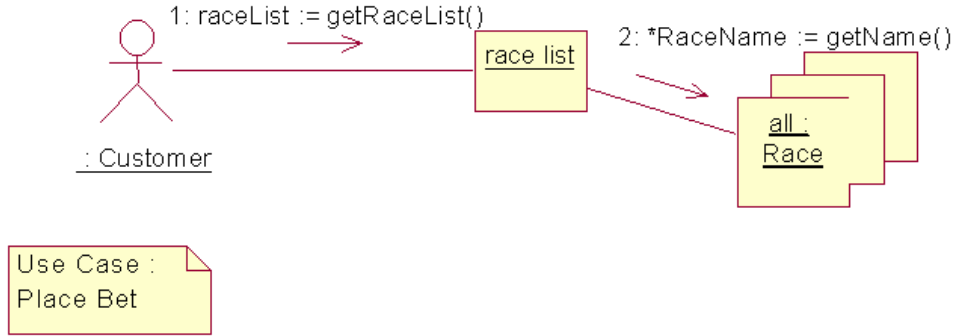 1: raceList := getRaceList()
2: *RaceName := getName()
race list
all :
Race
_: Customer
Use Case :
Place Bet